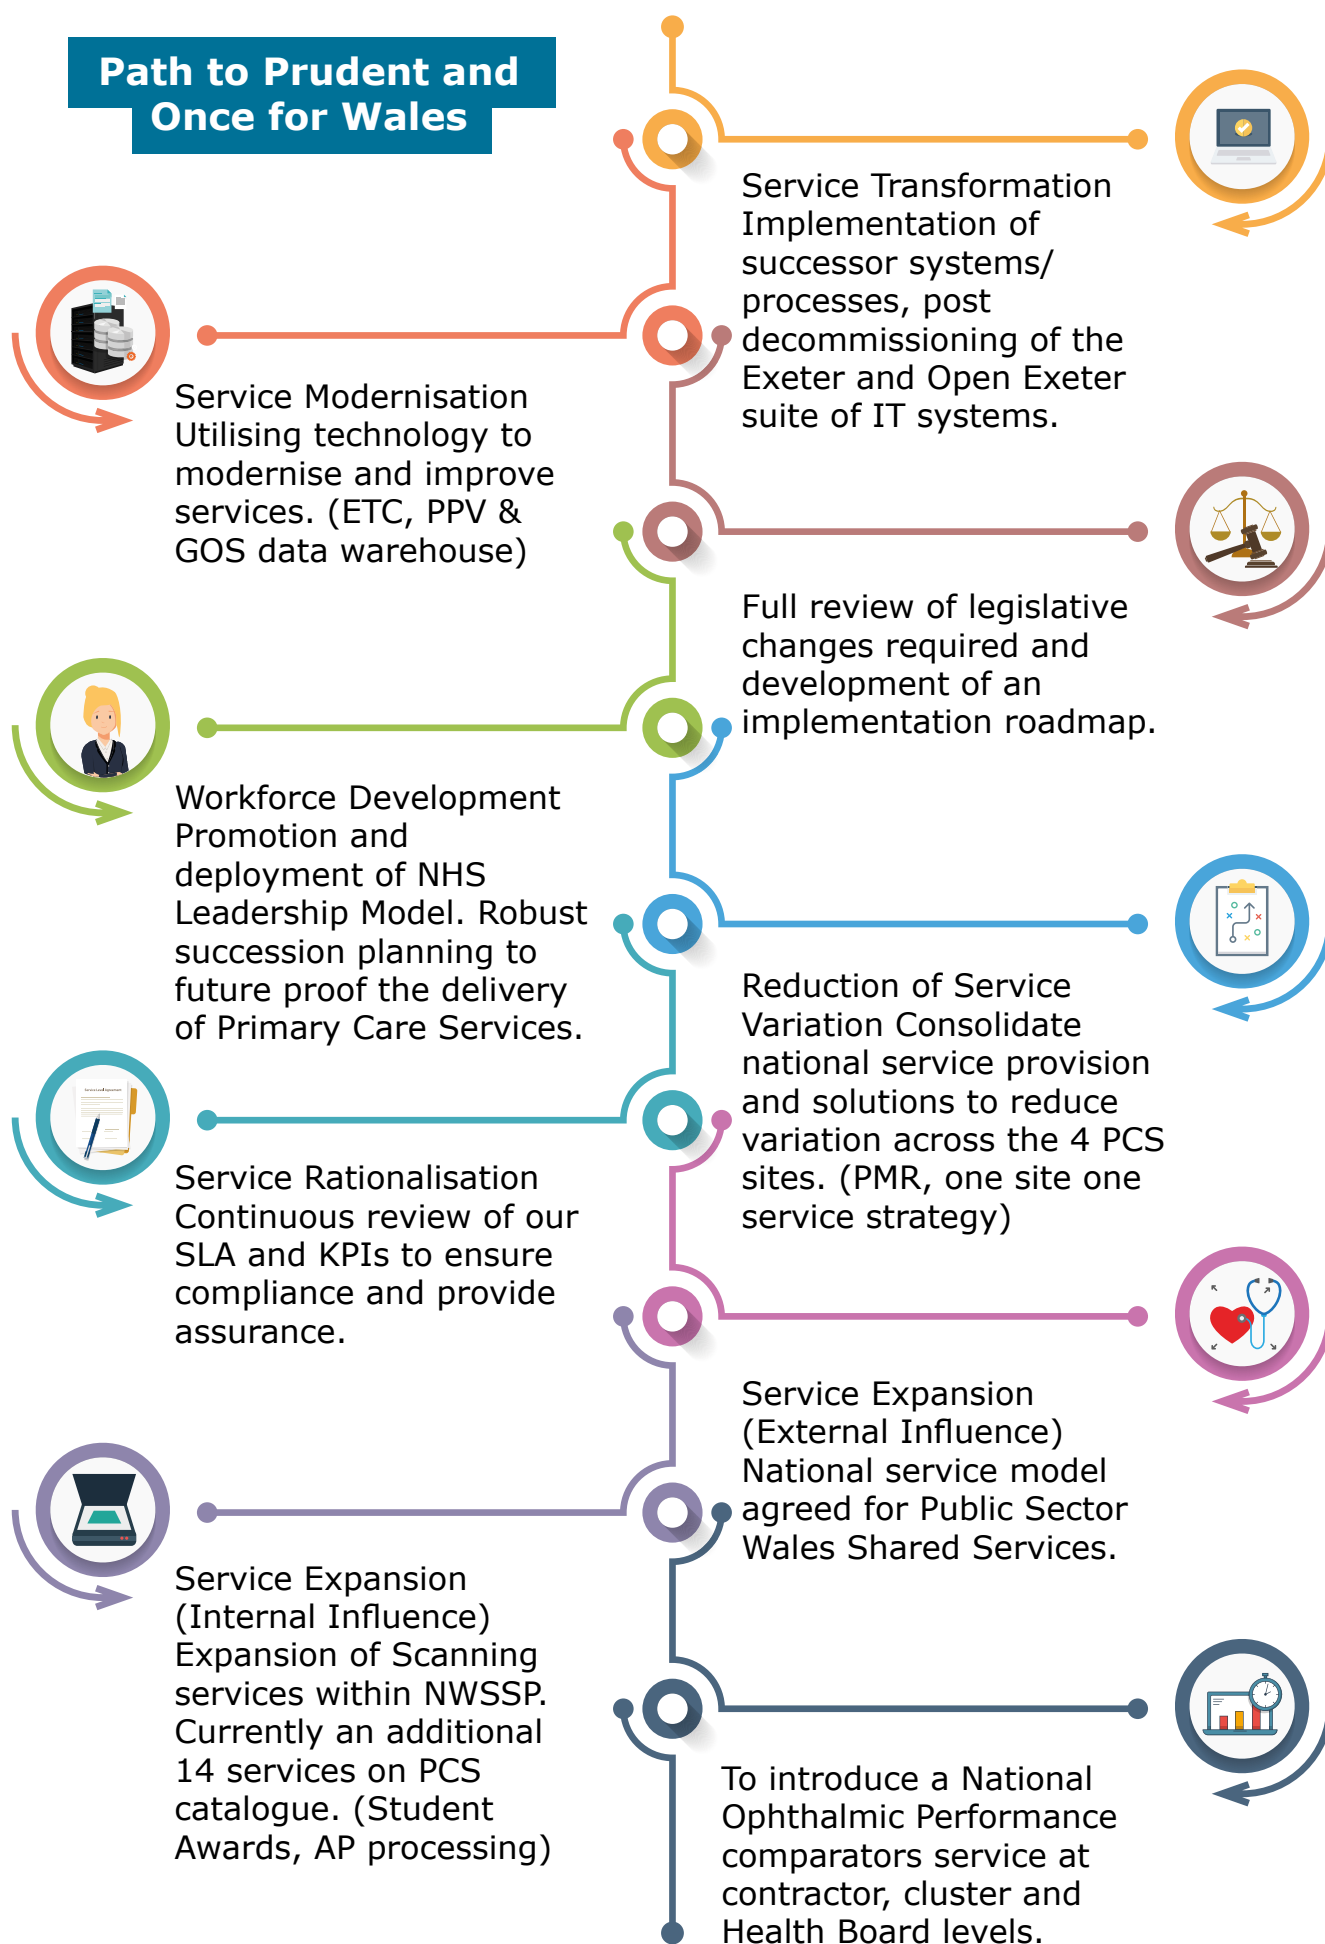 Path to Prudent and
Once for Wales
Service Transformation
Implementation of
successor systems/
processes, post
decommissioning of the
Exeter and Open Exeter
suite of IT systems.
Service Modernisation
Utilising technology to
modernise and improve
services. (ETC, PPV &
GOS data warehouse)
Full review of legislative
changes required and
development of an
implementation roadmap.
Workforce Development
Promotion and
deployment of NHS
Leadership Model. Robust
succession planning to
future proof the delivery
of Primary Care Services.
Reduction of Service
Variation Consolidate
national service provision
and solutions to reduce
variation across the 4 PCS
sites. (PMR, one site one
service strategy)
Service Level Agreement
Service Rationalisation
Continuous review of our
SLA and KPIs to ensure
compliance and provide
assurance.
Service Expansion
(External Influence)
National service model
agreed for Public Sector
Wales Shared Services.
Service Expansion
(Internal Influence)
Expansion of Scanning
services within NWSSP.
Currently an additional
14 services on PCS
catalogue. (Student
Awards, AP processing)
To introduce a National
Ophthalmic Performance
comparators service at
contractor, cluster and
Health Board levels.